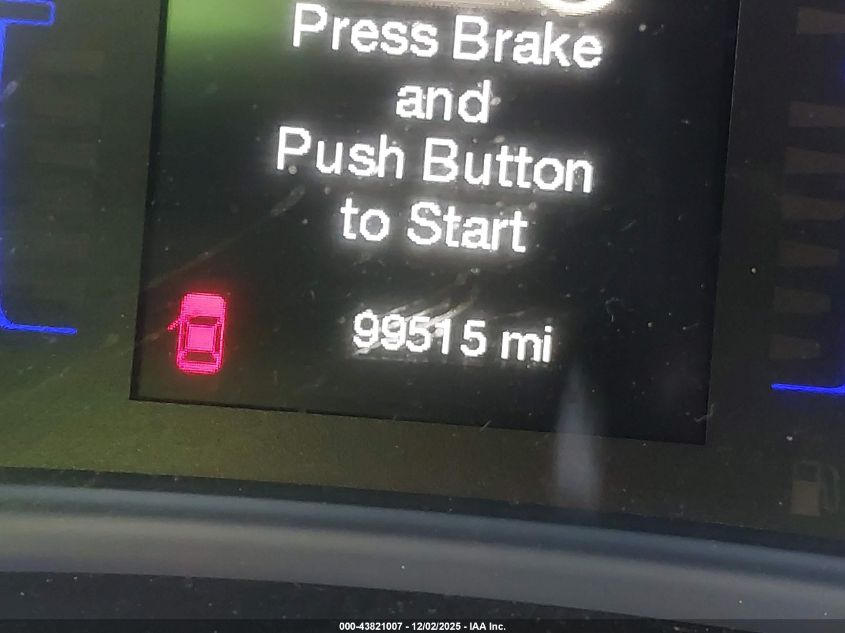 Press Brake
and
Push Button
to Start
99515 mi
000-43821007 - 12/02/2025 - IAA Inc.